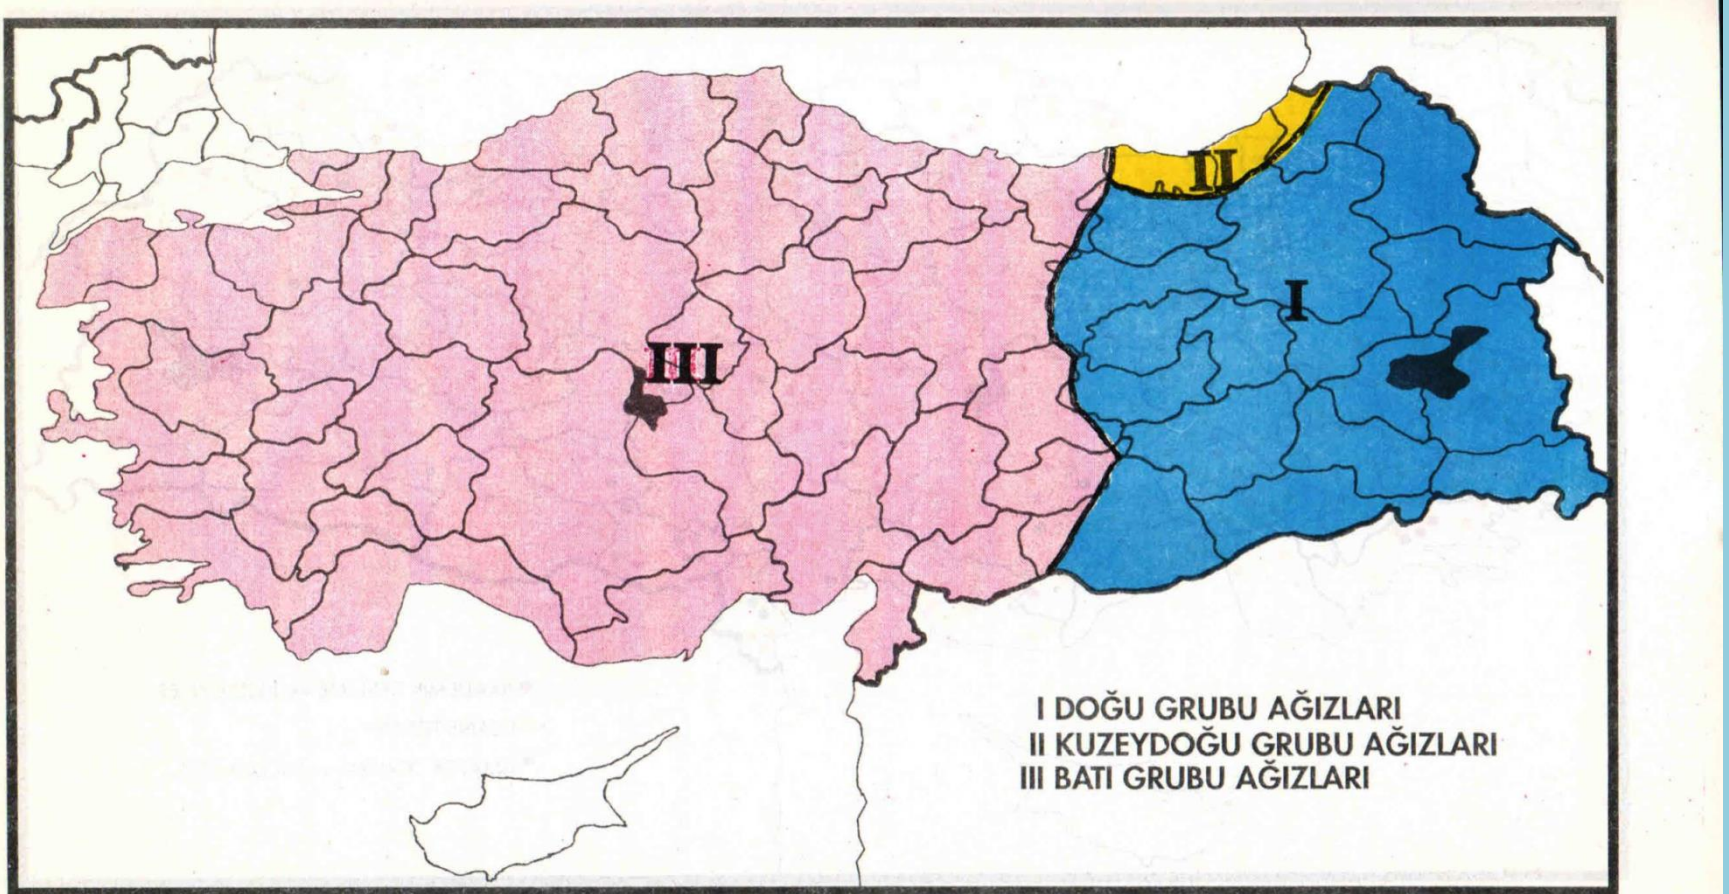 II
I
III
I DOĞU GRUBU AĞIZLARI
II KUZEYDOĞU GRUBU AĞIZLARI
III BATI GRUBU AĞIZLARI